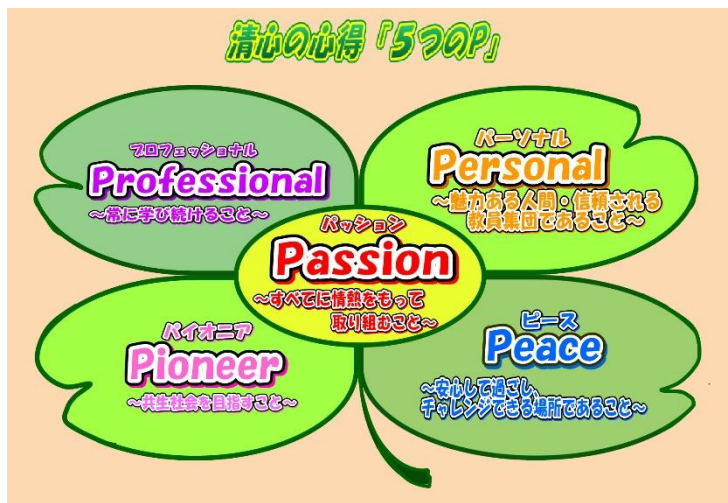 清心の心得「５つのP」
プロフェッショナル
Professional
～常に学び続けること～
パーソナル
Personal
～魅力ある人間・信頼される
教員集団であること～
パッション
Passion
～すべてに情熱をもって
取り組むこと～
パイオニア
Pioneer
～共生社会を目指すこと～
ピース
Peace
～安心して過ごし、
チャレンジできる場所であること～